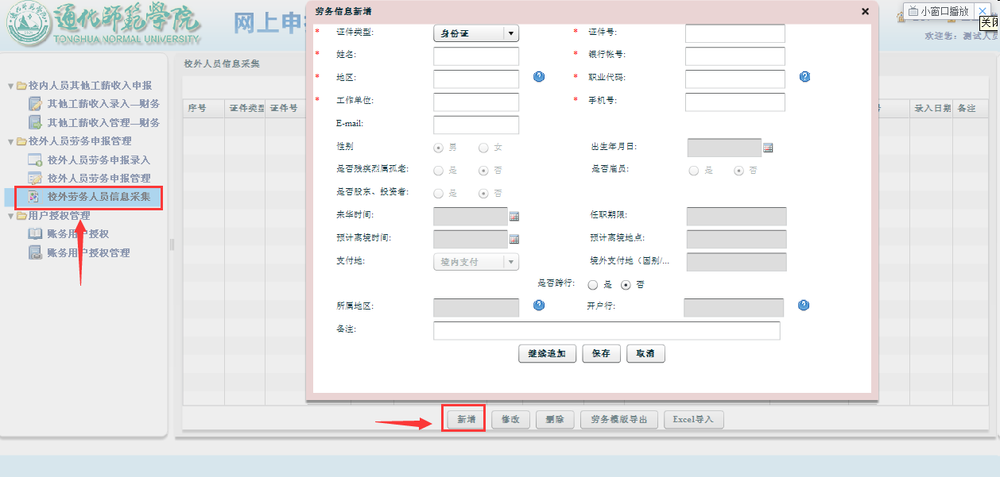 通化师范学院
TONGHUA NORMAL UNIVERSITY
网上申
小窗口播放
关闭
欢迎您: 测试人员
校内人员其他工薪收入申报
其他工薪收入录入—财务
其他工薪收入管理—财务
校外人员劳务申报管理
校外人员劳务申报录入
校外人员劳务申报管理
校外劳务人员信息采集
用户授权管理
账务用户授权
账务用户授权管理
校外人员信息采集
序号 证件类型 证件号 录入日期 备注
劳务信息新增
* 证件类型: 身份证 * 证件号:
* 姓名: * 银行帐号:
* 地区: * 职业代码:
* 工作单位: * 手机号:
E-mail:
性别 男 女 出生年月日:
是否残疾烈属孤老: 是 否 是否雇员: 是 否
是否股东、投资者: 是 否
来华时间: 任职期限:
预计离境时间: 预计离境地点:
支付地: 境内支付 境外支付地（国别/...
是否跨行: 是 否
所属地区: 开户行:
备注:
继续追加 保存 取消
新增 修改 删除 劳务模版导出 Excel导入